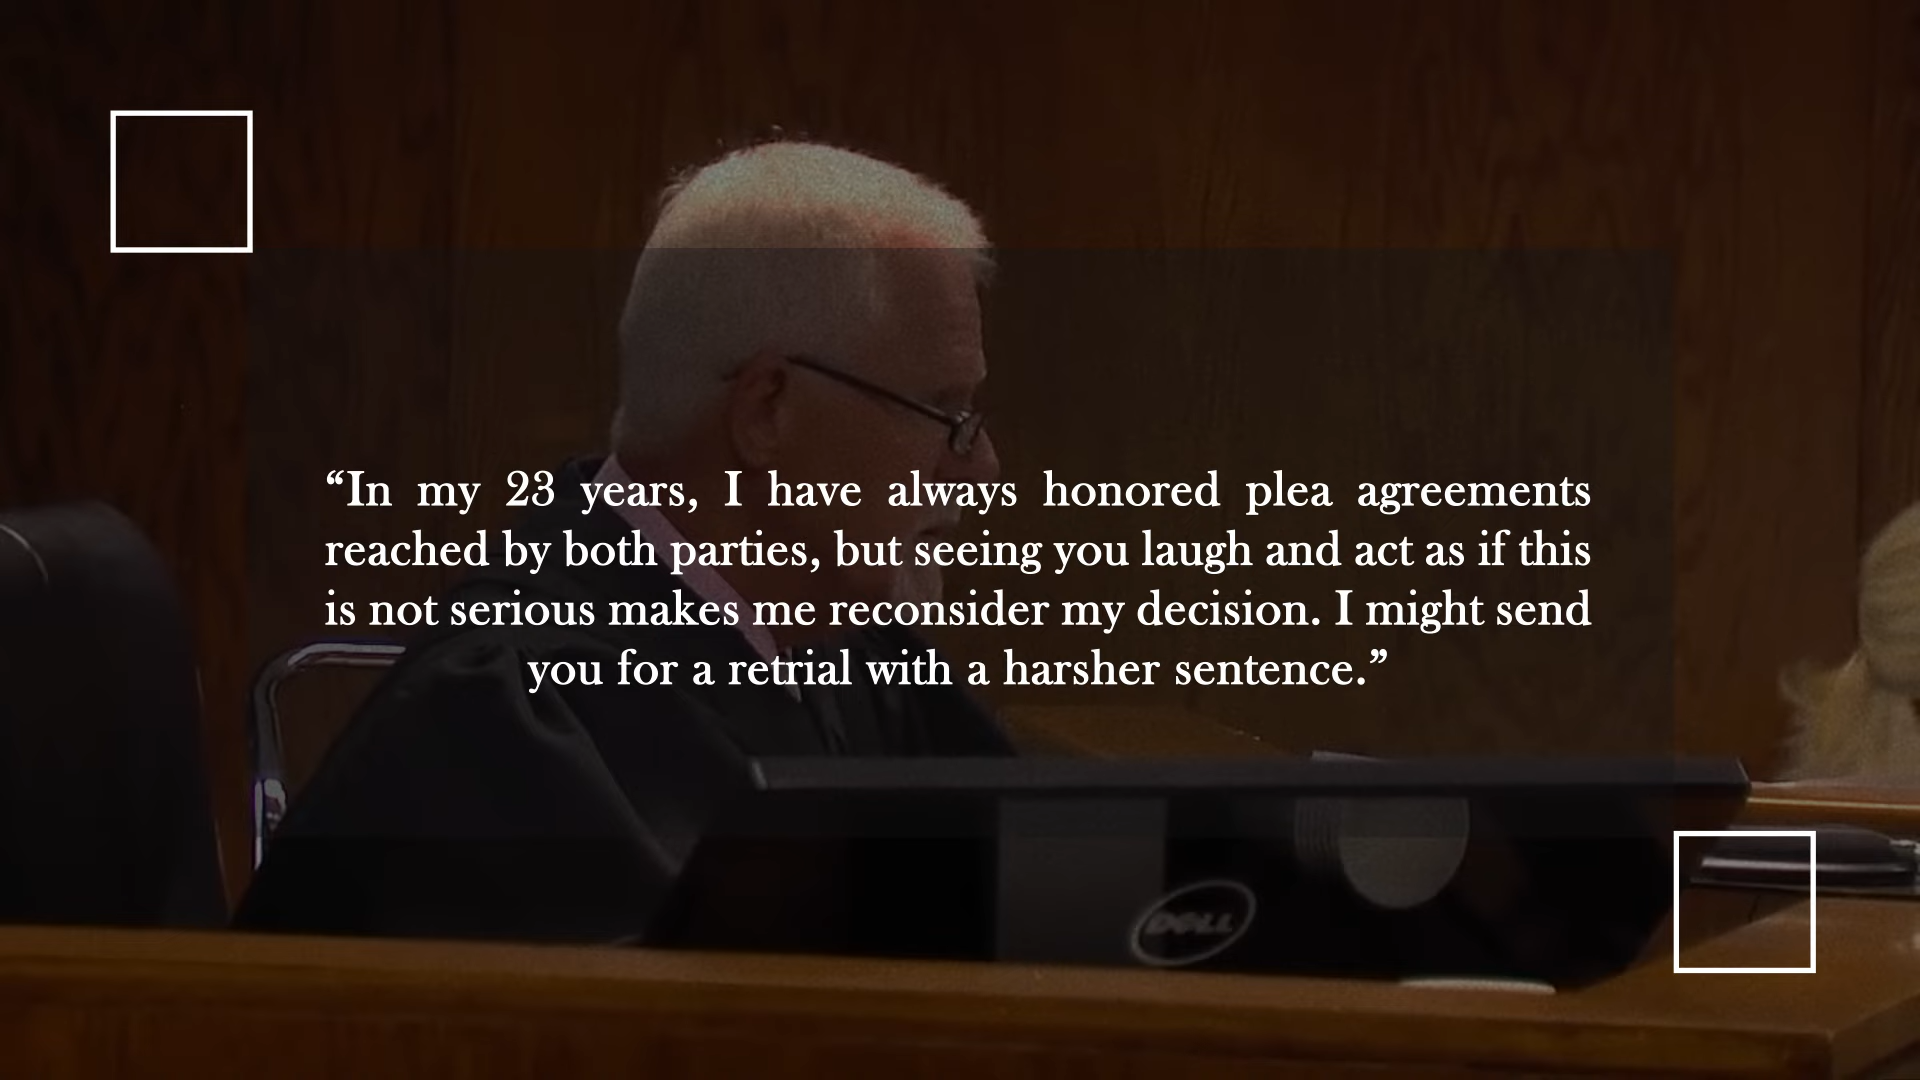 “In my 23 years, I have always honored plea agreements
reached by both parties, but seeing you laugh and act as if this
is not serious makes me reconsider my decision. I might send
you for a retrial with a harsher sentence.”
DELL